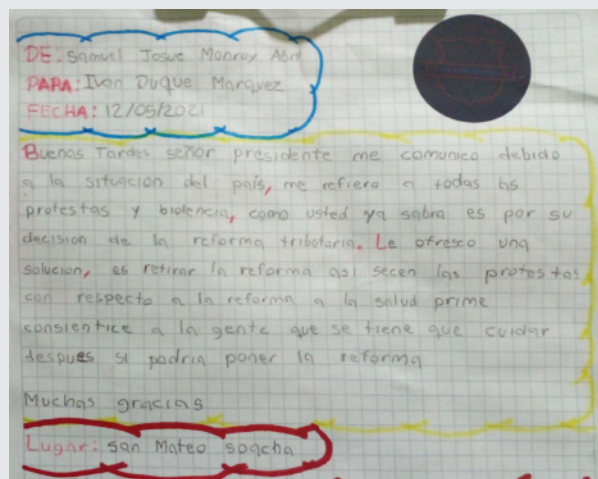 DE: Samuel Josue Monroy Abril
PARA: Ivan Duque Marquez
FECHA: 12/05/2021
Buenas Tardes señor presidente me comunico debido
a la situacion del país, me refiero a todas las
protestas y biolencia, como usted ya sabra es por su
decision de la reforma tributaria. Le ofresco una
solucion, es retirar la reforma asi secen las protestas
con respecto a la reforma a la salud prime
consientice a la gente que se tiene que cuidar
despues si podria poner la reforma
Muchas gracias
Lugar: san Mateo soacha